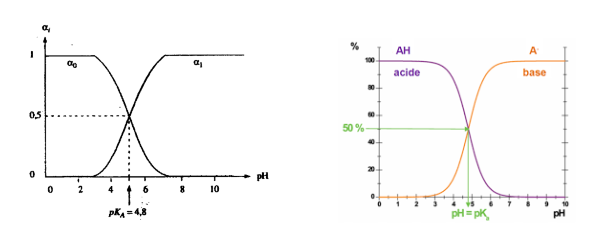 αi
1
α0
α1
0,5
0
0 2 4 6 8 10
pH
pKA = 4,8
%
AH
A-
acide
base
100
80
60
50 %
40
20
0
0 1 2 3 4 5 6 7 8 9 10
pH = pKa
pH